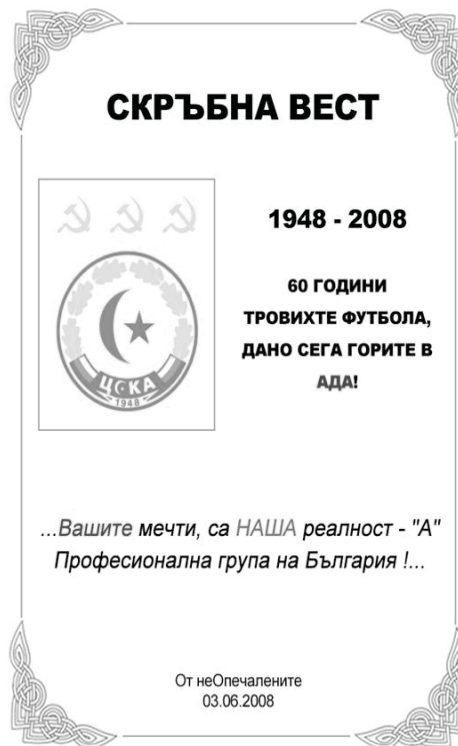 СКРЪБНА ВЕСТ
1948 - 2008
60 ГОДИНИ
ТРОВИХТЕ ФУТБОЛА,
ДАНО СЕГА ГОРИТЕ В
АДА!
ЦСКА
1948
...Вашите мечти, са НАША реалност - "А"
Професионална група на България !...
От неОпечалените
03.06.2008